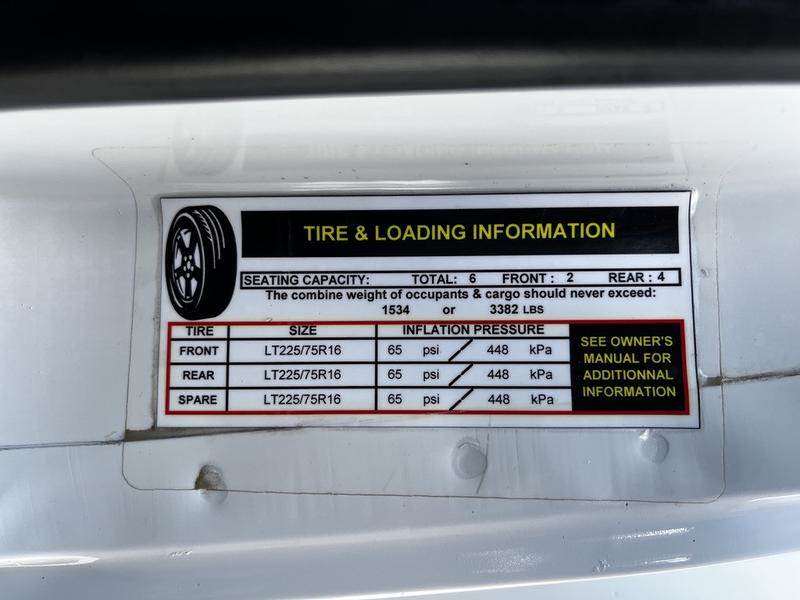 TIRE & LOADING INFORMATION
SEATING CAPACITY: TOTAL: 6 FRONT : 2 REAR : 4
The combine weight of occupants & cargo should never exceed:
1534 or 3382 LBS
TIRE SIZE INFLATION PRESSURE
FRONT LT225/75R16 65 psi / 448 kPa
REAR LT225/75R16 65 psi / 448 kPa
SPARE LT225/75R16 65 psi / 448 kPa
SEE OWNER'S
MANUAL FOR
ADDITIONNAL
INFORMATION